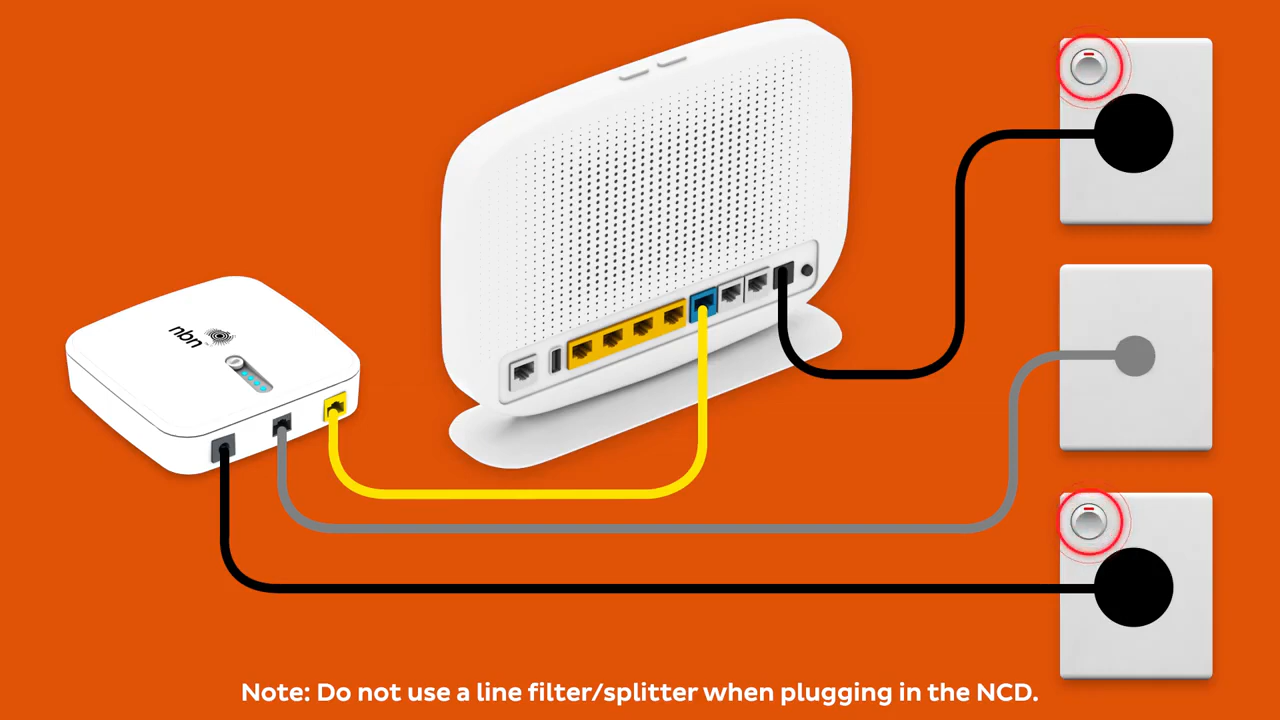 nbn
Note: Do not use a line filter/splitter when plugging in the NCD.